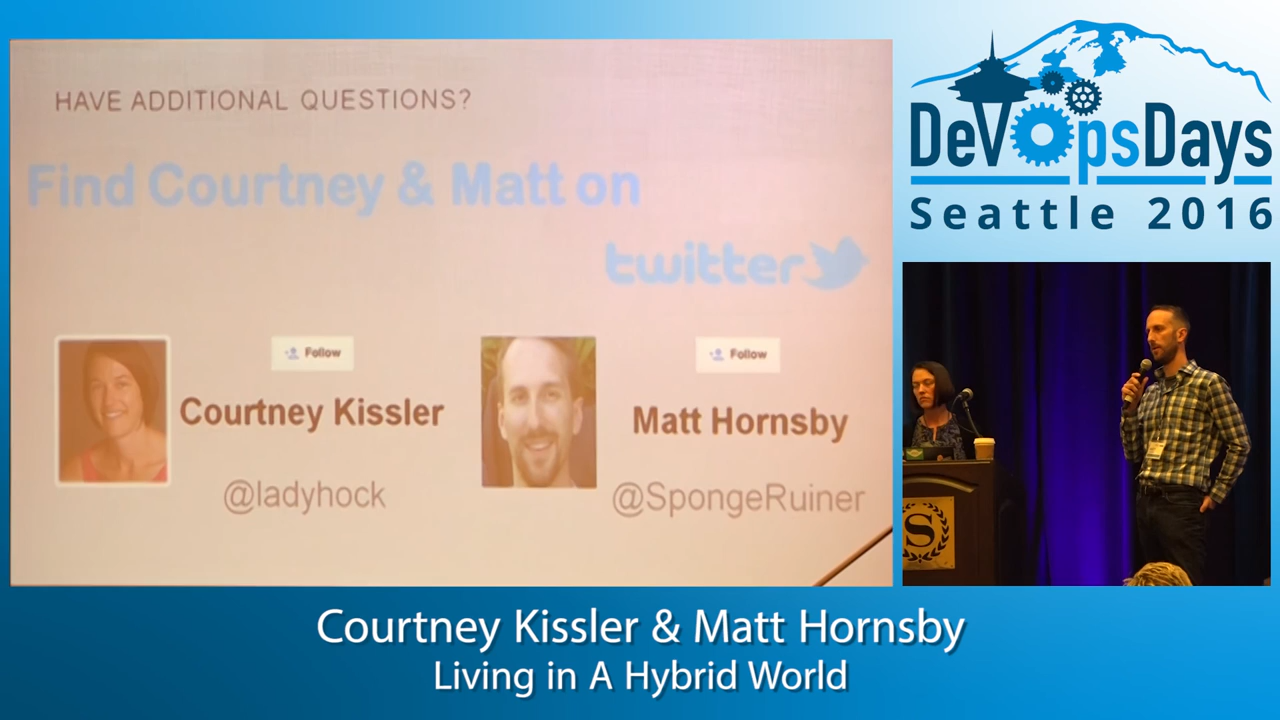 HAVE ADDITIONAL QUESTIONS?
Find Courtney & Matt on
twitter
Follow
Courtney Kissler
@ladyhock
Follow
Matt Hornsby
@SpongeRuiner
DevOpsDays
Seattle 2016
S
Courtney Kissler & Matt Hornsby
Living in A Hybrid World